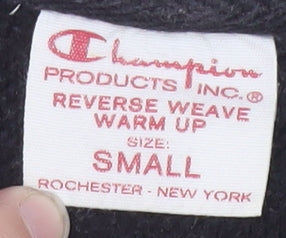 Champion
PRODUCTS INC.®
REVERSE WEAVE
WARM UP
SIZE:
SMALL
ROCHESTER - NEW YORK